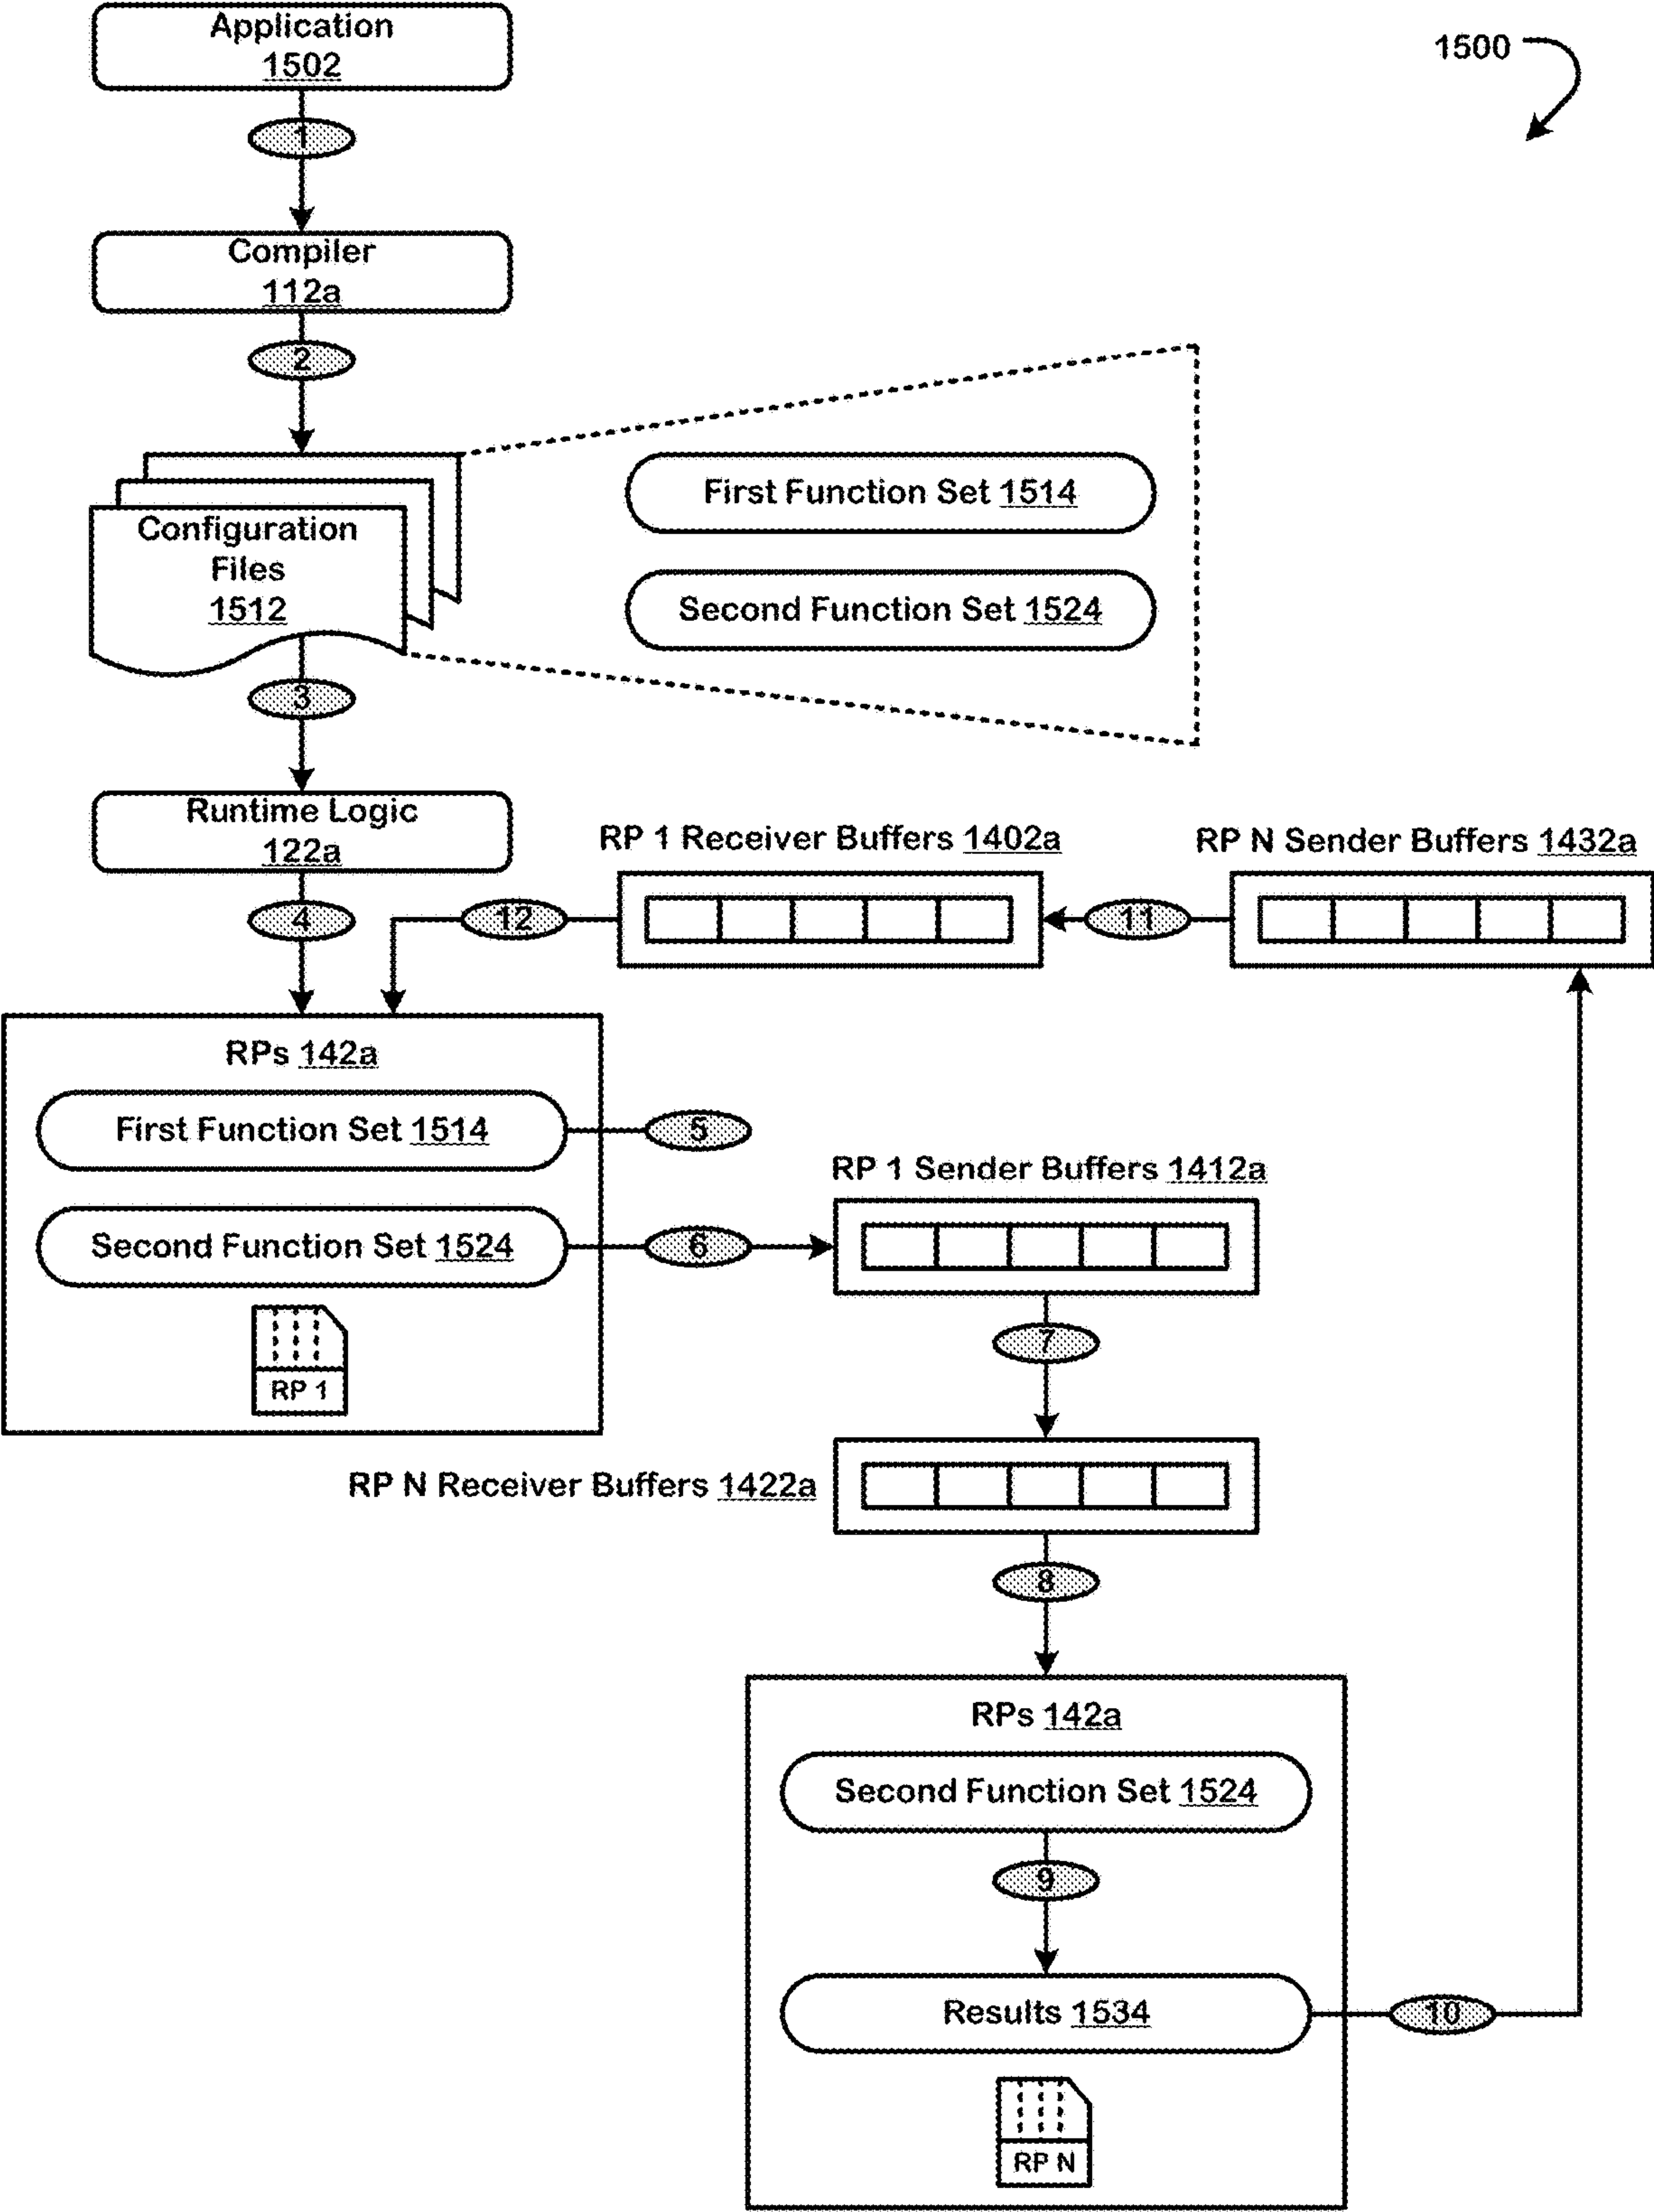 Application
1502
1500
1
Compiler
112a
2
First Function Set 1514
Configuration
Files
1512
Second Function Set 1524
3
Runtime Logic
122a
RP 1 Receiver Buffers 1402a
RP N Sender Buffers 1432a
4
12
11
RPs 142a
First Function Set 1514
5
RP 1 Sender Buffers 1412a
Second Function Set 1524
6
7
RP 1
RP N Receiver Buffers 1422a
8
RPs 142a
Second Function Set 1524
9
Results 1534
10
RP N